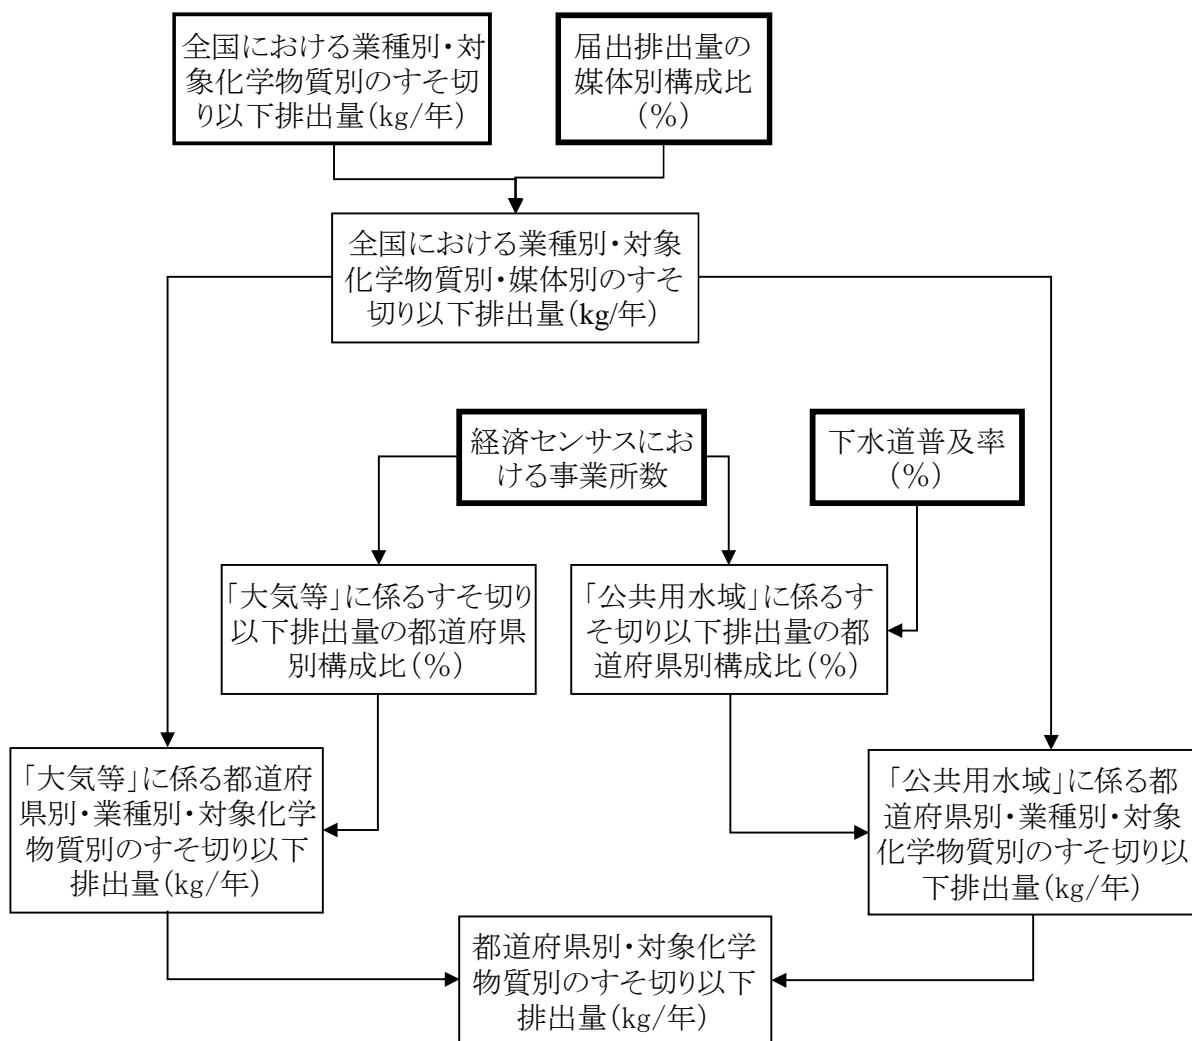 全国における業種別・対
象化学物質別のすそ切
り以下排出量(kg/年)
届出排出量の
媒体別構成比
(%)
全国における業種別・対象
化学物質別・媒体別のすそ
切り以下排出量(kg/年)
経済センサスにお
ける事業所数
下水道普及率
(%)
「大気等」に係るすそ切り
以下排出量の都道府県
別構成比(%)
「公共用水域」に係るす
そ切り以下排出量の都
道府県別構成比(%)
「大気等」に係る都道府
県別・業種別・対象化学
物質別のすそ切り以下
排出量(kg/年)
「公共用水域」に係る都
道府県別・業種別・対象
化学物質別のすそ切り以
下排出量(kg/年)
都道府県別・対象化学
物質別のすそ切り以下
排出量(kg/年)